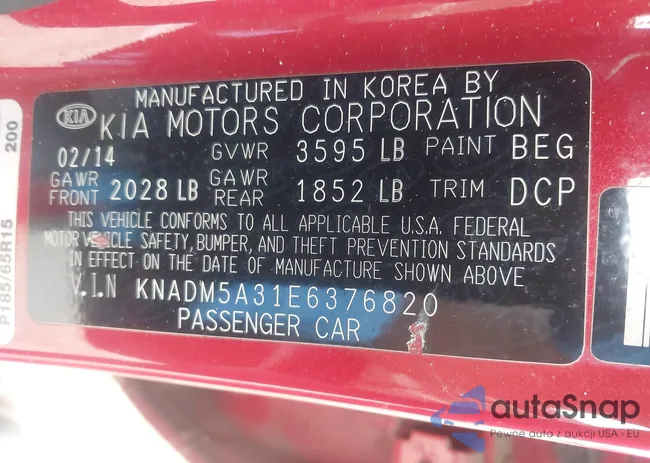 MANUFACTURED IN KOREA BY
KIA KIA MOTORS CORPORATION
02/14 GVWR 3595 LB PAINT BEG
GAWR FRONT 2028 LB GAWR REAR 1852 LB TRIM DCP
THIS VEHICLE CONFORMS TO ALL APPLICABLE U.S.A. FEDERAL
MOTOR VEHICLE SAFETY, BUMPER, AND THEFT PREVENTION STANDARDS
IN EFFECT ON THE DATE OF MANUFACTURE SHOWN ABOVE.
V.I.N KNADM5A31E6376820
PASSENGER CAR
P185/65R15
200
autoSnap
Pewne auta z aukcji USA i EU